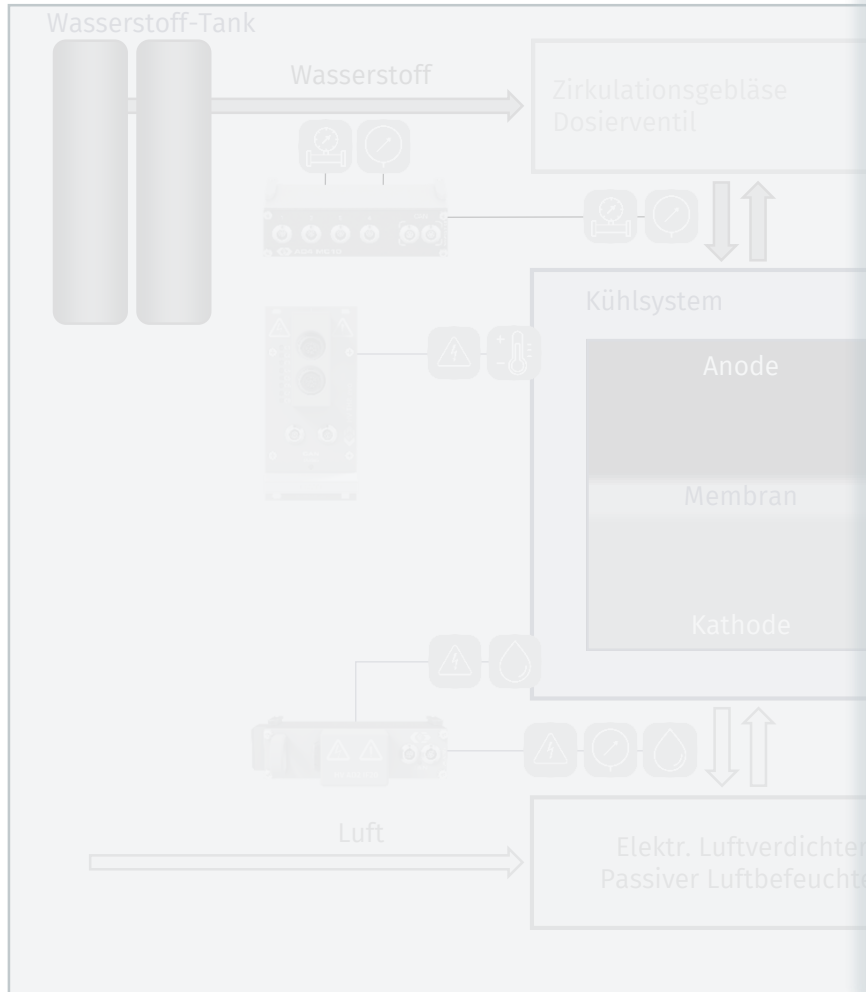 Wasserstoff-Tank
Wasserstoff
Zirkulationsgebläse
Dosierventil
Kühlsystem
Anode
Membran
Kathode
Luft
Elektr. Luftverdichter
Passiver Luftbefeuchte